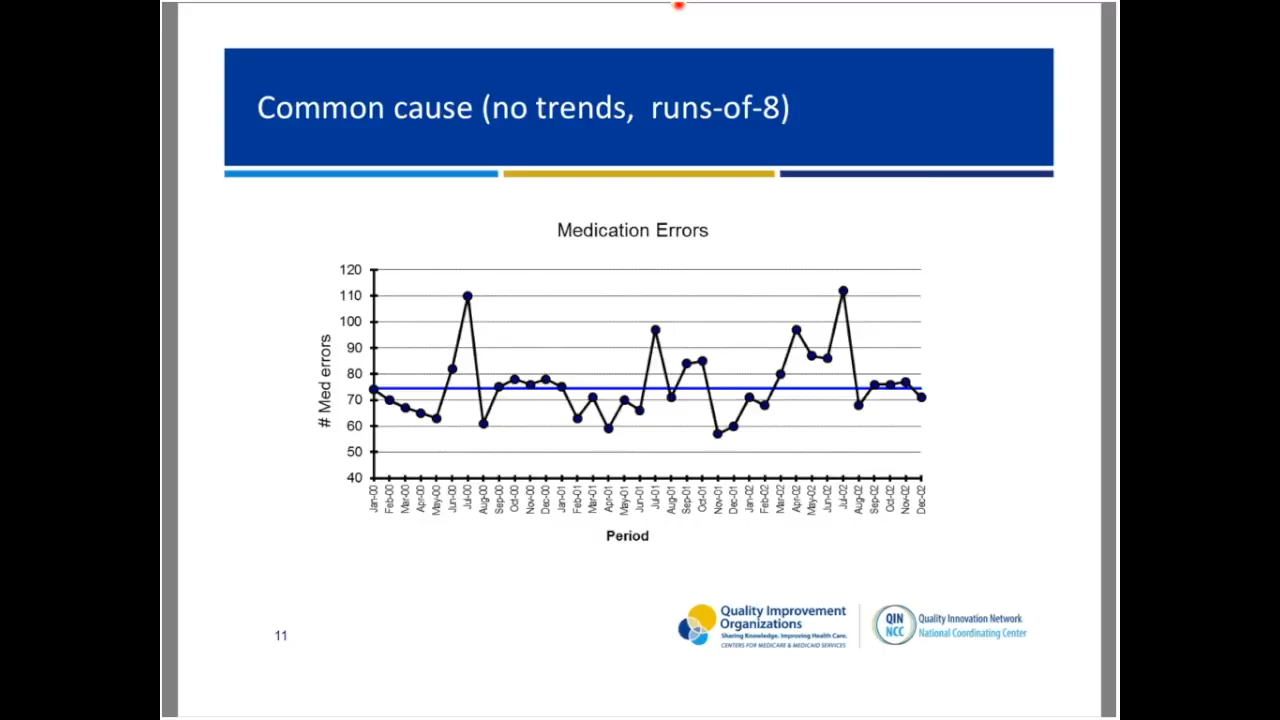 Common cause (no trends, runs-of-8)
Medication Errors
120
110
100
90
80
70
60
50
40
# Med errors
Jan-00
Feb-00
Mar-00
Apr-00
May-00
Jun-00
Jul-00
Aug-00
Sep-00
Oct-00
Nov-00
Dec-00
Jan-01
Feb-01
Mar-01
Apr-01
May-01
Jun-01
Jul-01
Aug-01
Sep-01
Oct-01
Nov-01
Dec-01
Jan-02
Feb-02
Mar-02
Apr-02
May-02
Jun-02
Jul-02
Aug-02
Sep-02
Oct-02
Nov-02
Dec-02
Period
11
Quality Improvement
Organizations
Sharing Knowledge. Improving Health Care.
CENTERS FOR MEDICARE & MEDICAID SERVICES
QIN
NCC
Quality Innovation Network
National Coordinating Center